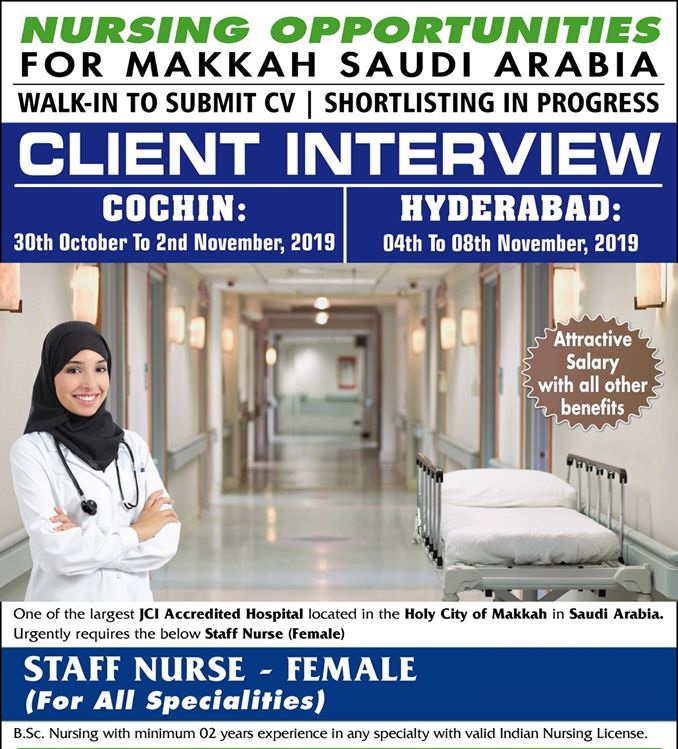 NURSING OPPORTUNITIES
FOR MAKKAH SAUDI ARABIA
WALK-IN TO SUBMIT CV | SHORTLISTING IN PROGRESS
CLIENT INTERVIEW
COCHIN:
30th October To 2nd November, 2019
HYDERABAD:
04th To 08th November, 2019
Attractive
Salary
with all other
benefits
One of the largest JCI Accredited Hospital located in the Holy City of Makkah in Saudi Arabia.
Urgently requires the below Staff Nurse (Female)
STAFF NURSE - FEMALE
(For All Specialities)
B.Sc. Nursing with minimum 02 years experience in any specialty with valid Indian Nursing License.